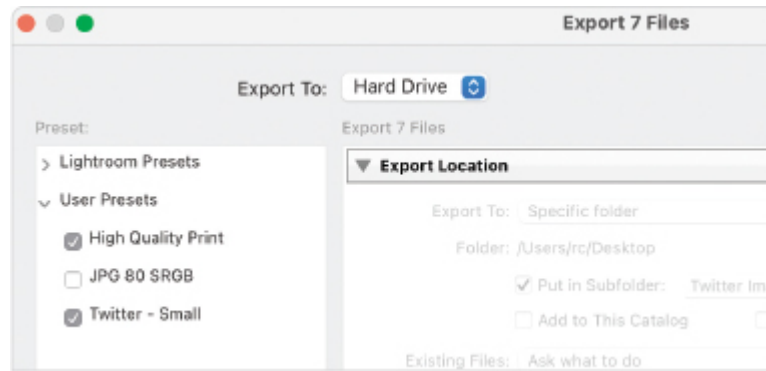 Export 7 Files
Export To: Hard Drive
Preset:
Export 7 Files
Lightroom Presets
User Presets
High Quality Print
JPG 80 SRGB
Twitter - Small
Export Location
Export To: Specific folder
Folder: /Users/rc/Desktop
Put in Subfolder: Twitter Im
Add to This Catalog
Existing Files: Ask what to do